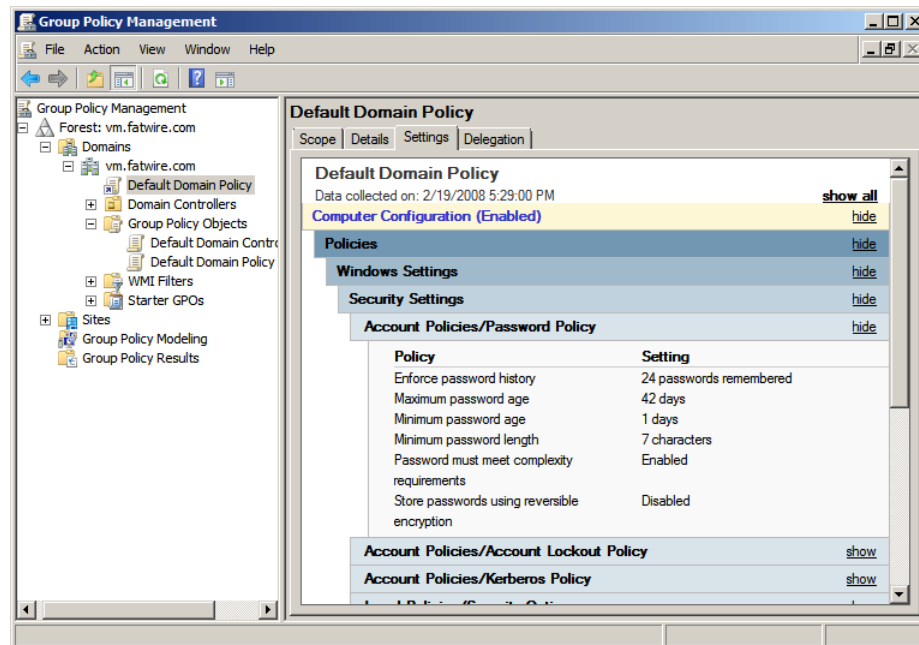 Group Policy Management
File Action View Window Help
Group Policy Management
Forest: vm.fatwire.com
Domains
vm.fatwire.com
Default Domain Policy
Domain Controllers
Group Policy Objects
Default Domain Contr
Default Domain Policy
WMI Filters
Starter GPOs
Sites
Group Policy Modeling
Group Policy Results
Default Domain Policy
Scope Details Settings Delegation
Default Domain Policy
Data collected on: 2/19/2008 5:29:00 PM show all
Computer Configuration (Enabled) hide
Policies hide
Windows Settings hide
Security Settings hide
Account Policies/Password Policy hide
Policy Setting
Enforce password history 24 passwords remembered
Maximum password age 42 days
Minimum password age 1 days
Minimum password length 7 characters
Password must meet complexity Enabled
requirements
Store passwords using reversible Disabled
encryption
Account Policies/Account Lockout Policy show
Account Policies/Kerberos Policy show